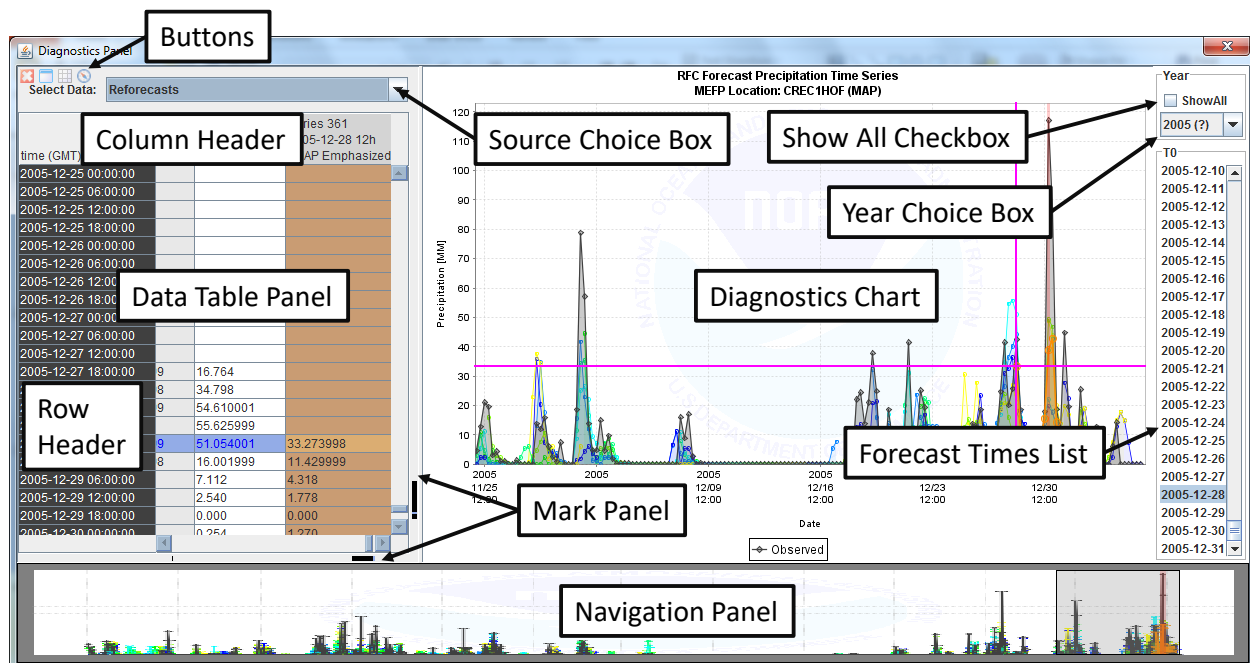 Diagnostics Panel
Buttons
Select Data: Reforecasts
Column Header
Source Choice Box
time (GMT)
ries 361
05-12-28 12h
AP Emphasized
2005-12-25 00:00:00
2005-12-25 06:00:00
2005-12-25 12:00:00
2005-12-25 18:00:00
2005-12-26 00:00:00
2005-12-26 06:00:00
2005-12-26 12:00
2005-12-26 18:00
2005-12-27 00:00
2005-12-27 06:00:00
2005-12-27 12:00:00
2005-12-27 18:00:00 9 16.764
8 34.798
9 54.610001
55.625999
9 51.054001 33.273998
8 16.001999 11.429999
2005-12-29 06:00:00 7.112 4.318
2005-12-29 12:00:00 2.540 1.778
2005-12-29 18:00:00 0.000 0.000
2005-12-30 00:00:00 0.254 1.270
Data Table Panel
Row
Header
Mark Panel
RFC Forecast Precipitation Time Series
MEFP Location: CREC1HOF (MAP)
Precipitation [MM]
120
110
100
90
80
70
60
50
40
30
20
10
0
Diagnostics Chart
2005
11/25
12:00
2005
2005
12/09
12:00
2005
12/16
12:00
12/23
12:00
12/30
12:00
Date
Observed
Show All Checkbox
Year Choice Box
Forecast Times List
Year
ShowAll
2005 (?)
T0
2005-12-10
2005-12-11
2005-12-12
2005-12-13
2005-12-14
2005-12-15
2005-12-16
2005-12-17
2005-12-18
2005-12-19
2005-12-20
2005-12-21
2005-12-22
2005-12-23
2005-12-24
2005-12-25
2005-12-26
2005-12-27
2005-12-28
2005-12-29
2005-12-30
2005-12-31
Navigation Panel